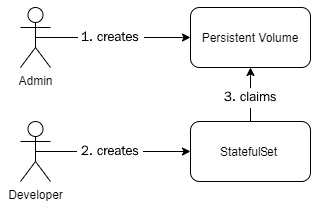 1. creates
Persistent Volume
Admin
3. claims
2. creates
StatefulSet
Developer